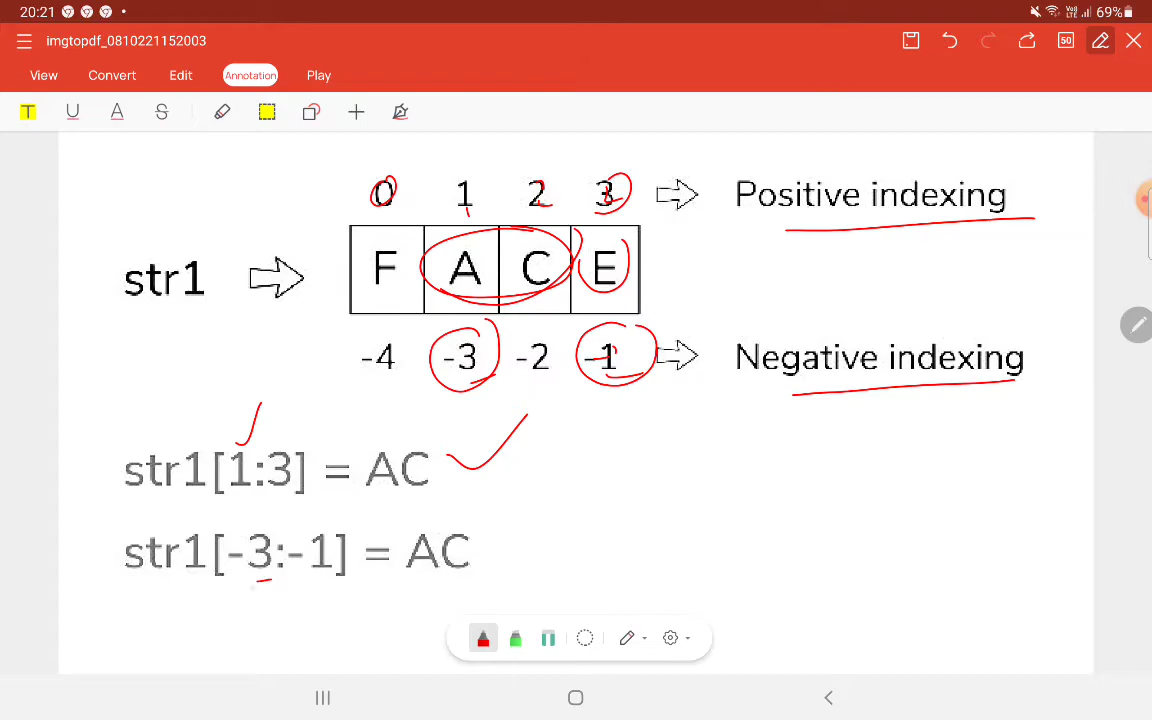 20:21 69%
imgtopdf_0810221152003 50
View Convert Edit Annotation Play
T U A S
0 1 2 3 Positive indexing
str1 F A C E
-4 -3 -2 -1 Negative indexing
str1[1:3] = AC
str1[-3:-1] = AC